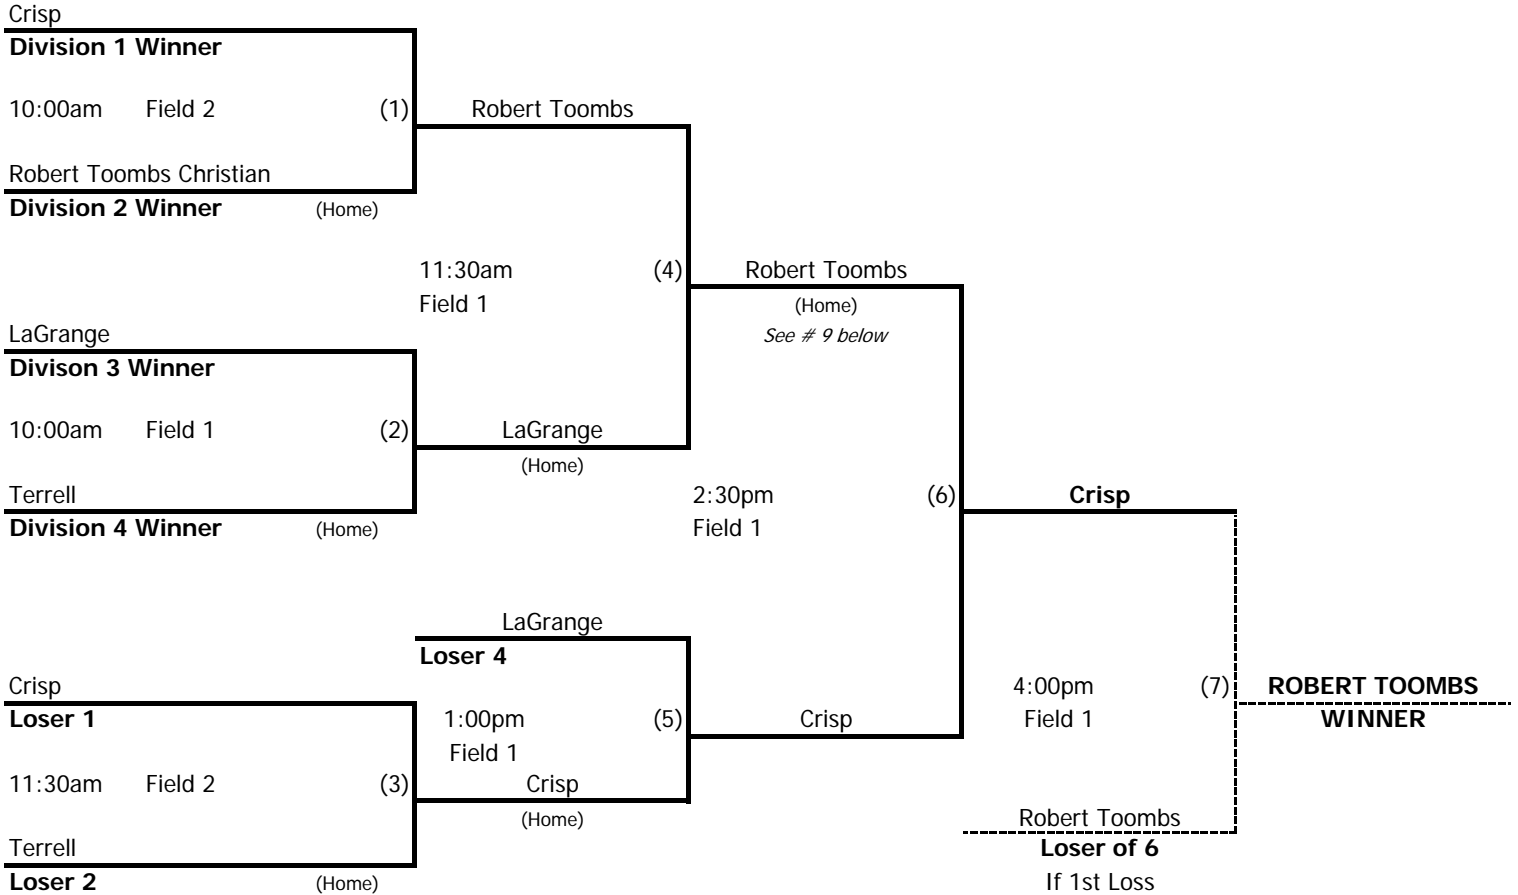 Crisp
Division 1 Winner
10:00am Field 2 (1)
Robert Toombs
Robert Toombs Christian
Division 2 Winner (Home)
11:30am (4)
Field 1
Robert Toombs
(Home)
See # 9 below
LaGrange
Divison 3 Winner
10:00am Field 1 (2)
LaGrange
(Home)
Terrell
Division 4 Winner (Home)
2:30pm (6)
Field 1
Crisp
LaGrange
Loser 4
Crisp
Loser 1
1:00pm (5)
Field 1
Crisp
4:00pm (7)
Field 1
ROBERT TOOMBS
WINNER
11:30am Field 2 (3)
Crisp
(Home)
Robert Toombs
Loser of 6
If 1st Loss
Terrell
Loser 2 (Home)